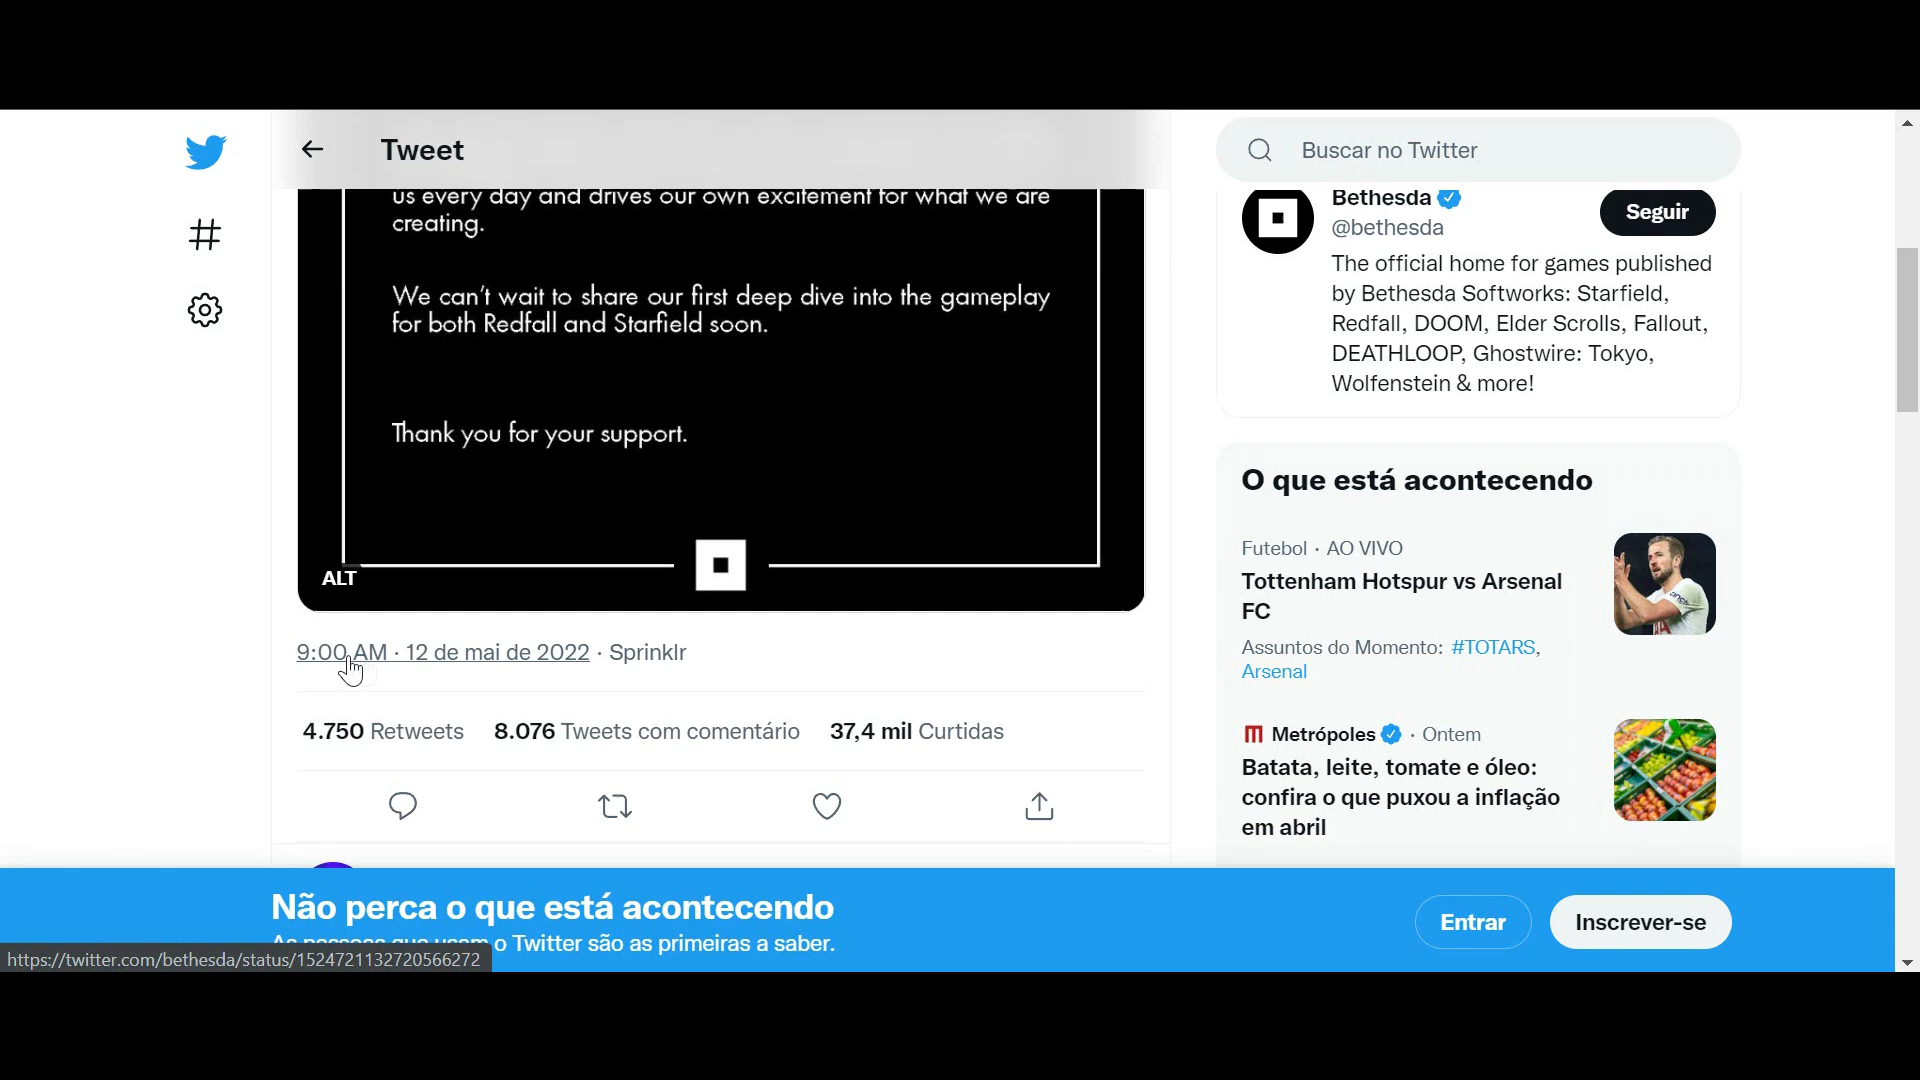 Tweet
us every day and drives our own excitement for what we are
creating.
We can't wait to share our first deep dive into the gameplay
for both Redfall and Starfield soon.
Thank you for your support.
ALT
9:00 AM · 12 de mai de 2022 · Sprinklr
4.750 Retweets 8.076 Tweets com comentário 37,4 mil Curtidas
Buscar no Twitter
Bethesda
Seguir
@bethesda
The official home for games published
by Bethesda Softworks: Starfield,
Redfall, DOOM, Elder Scrolls, Fallout,
DEATHLOOP, Ghostwire: Tokyo,
Wolfenstein & more!
O que está acontecendo
Futebol · AO VIVO
Tottenham Hotspur vs Arsenal
FC
Assuntos do Momento: #TOTARS,
Arsenal
Metrópoles · Ontem
Batata, leite, tomate e óleo:
confira o que puxou a inflação
em abril
Não perca o que está acontecendo
As pessoas que usam o Twitter são as primeiras a saber.
Entrar
Inscrever-se
https://twitter.com/bethesda/status/1524721132720566272